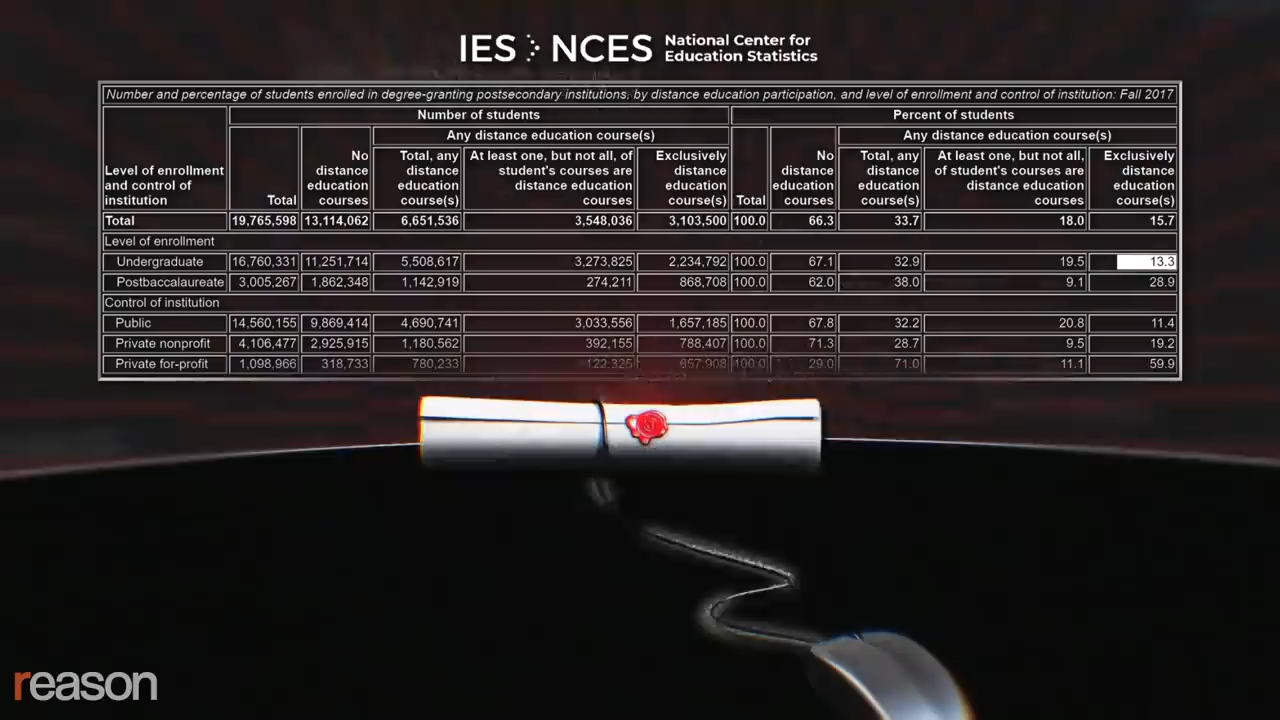 IES NCES National Center for
Education Statistics
Number and percentage of students enrolled in degree-granting postsecondary institutions, by distance education participation, and level of enrollment and control of institution: Fall 2017
Level of enrollment
and control of
institution
Number of students
Percent of students
Total
No
distance
education
courses
Any distance education course(s)
Total, any
distance
education
course(s)
At least one, but not all, of
student's courses are
distance education
courses
Exclusively
distance
education
course(s)
Total
No
distance
education
courses
Any distance education course(s)
Total, any
distance
education
course(s)
At least one, but not all,
of student's courses are
distance education
courses
Exclusively
distance
education
course(s)
Total 19,765,598 13,114,062 6,651,536 3,548,036 3,103,500 100.0 66.3 33.7 18.0 15.7
Level of enrollment
Undergraduate 16,760,331 11,251,714 5,508,617 3,273,825 2,234,792 100.0 67.1 32.9 19.5 13.3
Postbaccalaureate 3,005,267 1,862,348 1,142,919 274,211 868,708 100.0 62.0 38.0 9.1 28.9
Control of institution
Public 14,560,155 9,869,414 4,690,741 3,033,556 1,657,185 100.0 67.8 32.2 20.8 11.4
Private nonprofit 4,106,477 2,925,915 1,180,562 392,155 788,407 100.0 71.3 28.7 9.5 19.2
Private for-profit 1,098,966 318,733 780,233 122,325 657,908 100.0 29.0 71.0 11.1 59.9
reason